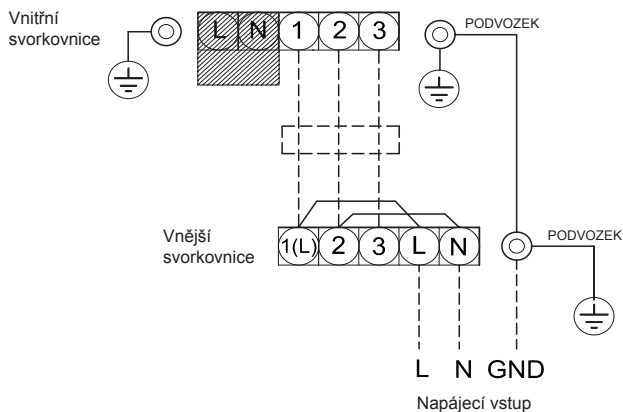 Vnitřní
svorkovnice
L N 1 2 3
PODVOZEK
Vnější
svorkovnice
1(L) 2 3 L N
PODVOZEK
L N GND
Napájecí vstup